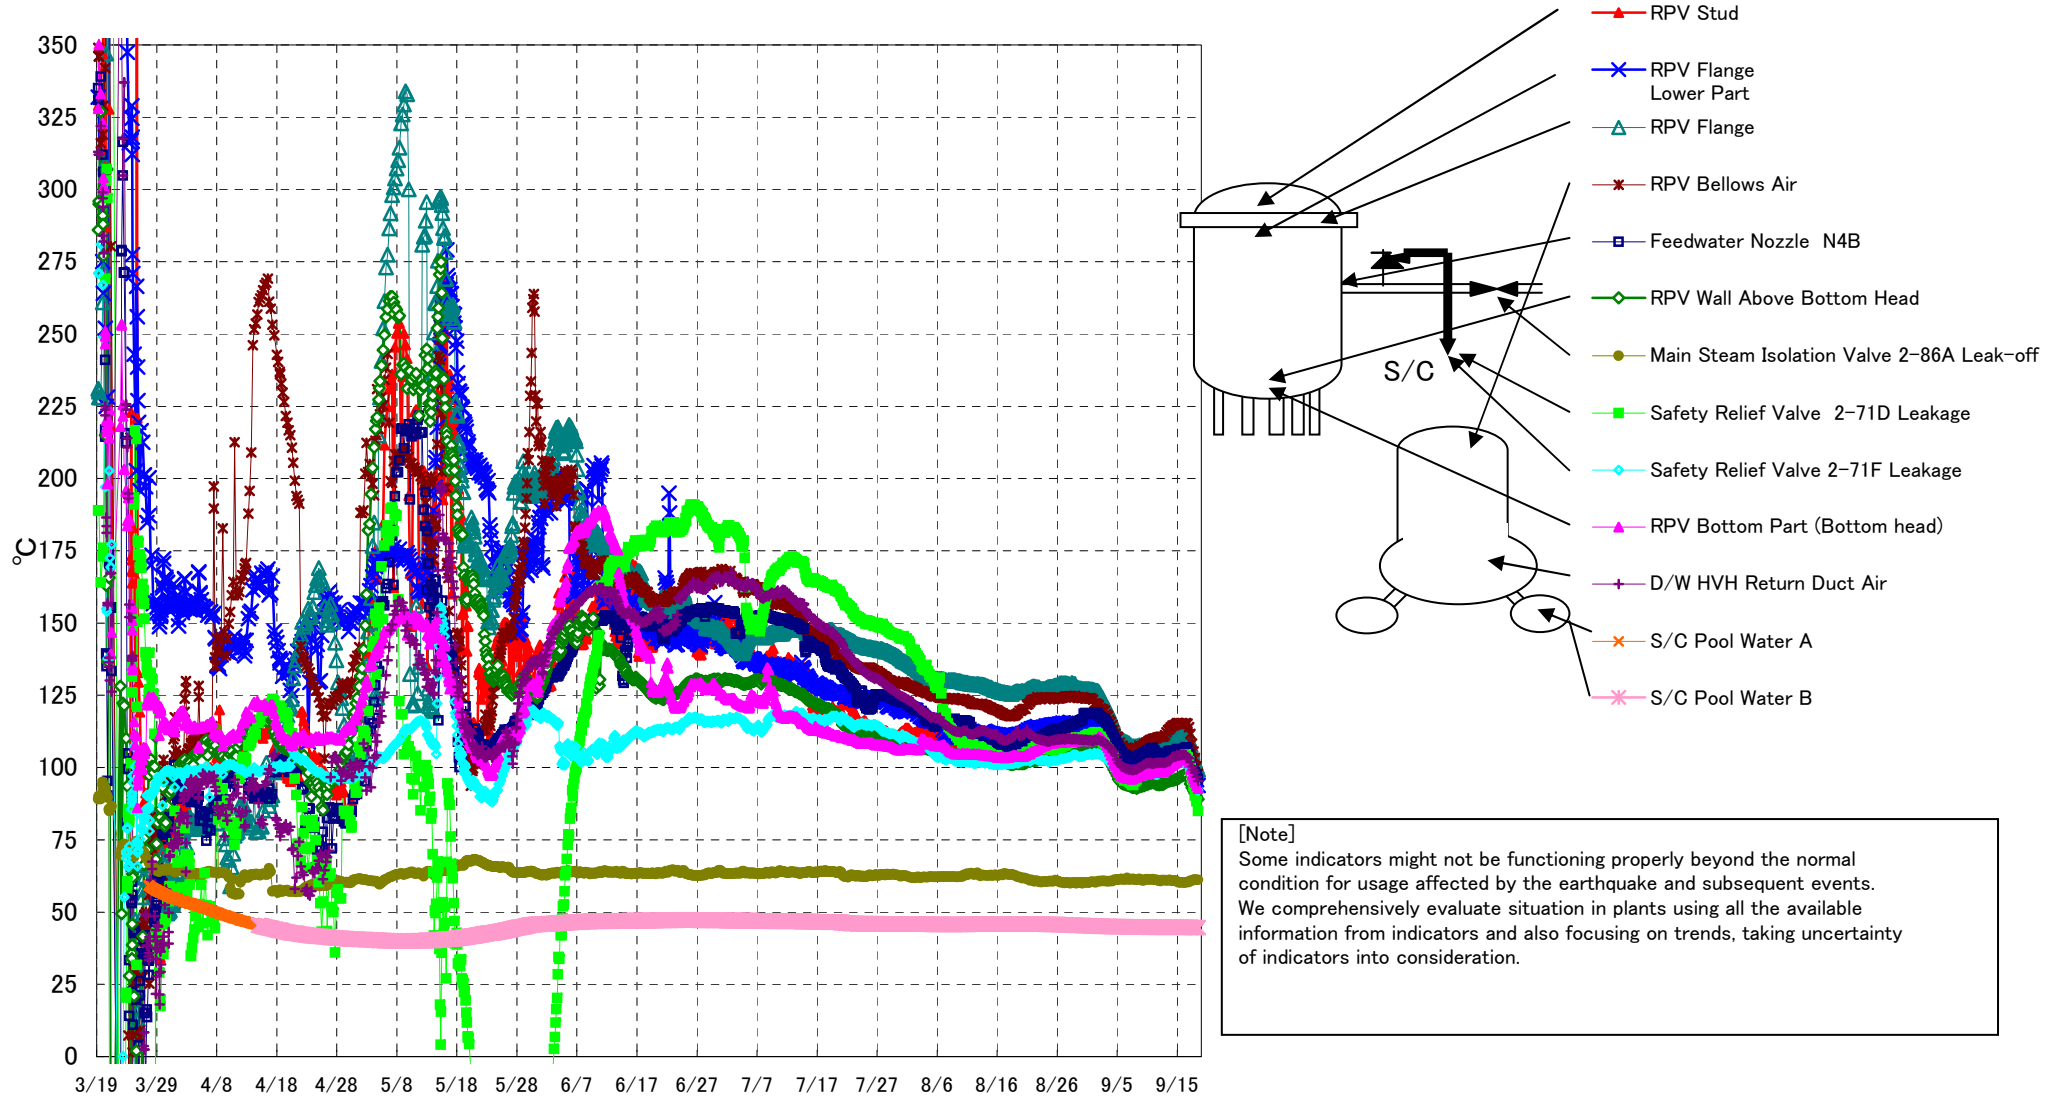 350
325
300
275
250
225
200
175
150
125
100
75
50
25
0
℃
3/19 3/29 4/8 4/18 4/28 5/8 5/18 5/28 6/7 6/17 6/27 7/7 7/17 7/27 8/6 8/16 8/26 9/5 9/15
RPV Stud
RPV Flange
Lower Part
RPV Flange
RPV Bellows Air
Feedwater Nozzle N4B
RPV Wall Above Bottom Head
Main Steam Isolation Valve 2-86A Leak-off
Safety Relief Valve 2-71D Leakage
Safety Relief Valve 2-71F Leakage
RPV Bottom Part (Bottom head)
D/W HVH Return Duct Air
S/C Pool Water A
S/C Pool Water B
S/C
[Note]
Some indicators might not be functioning properly beyond the normal
condition for usage affected by the earthquake and subsequent events.
We comprehensively evaluate situation in plants using all the available
information from indicators and also focusing on trends, taking uncertainty
of indicators into consideration.